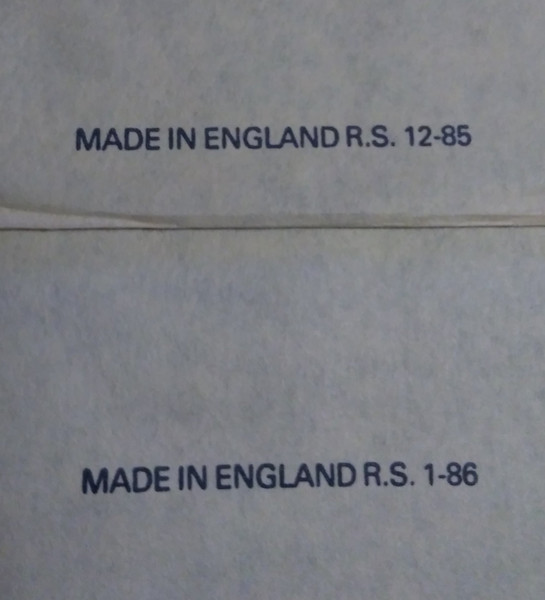 MADE IN ENGLAND R.S. 12-85
MADE IN ENGLAND R.S. 1-86